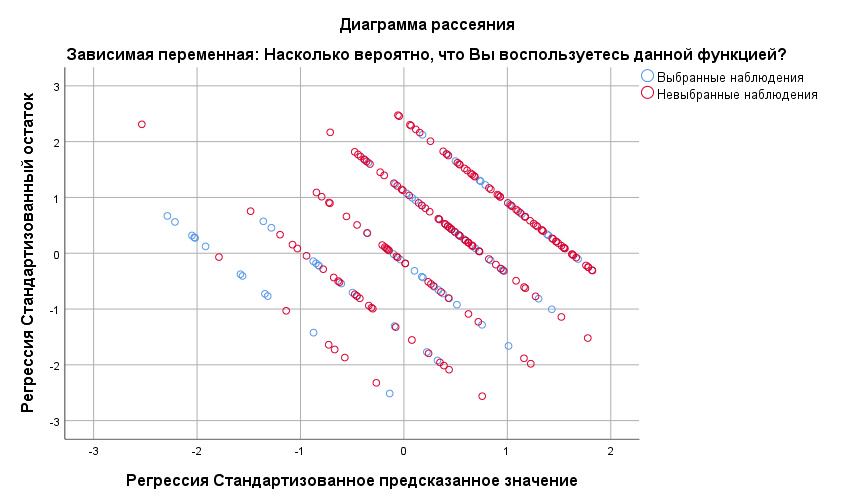 Диаграмма рассеяния
Зависимая переменная: Насколько вероятно, что Вы воспользуетесь данной функцией?
Выбранные наблюдения
Невыбранные наблюдения
Регрессия Стандартизованный остаток
3
2
1
0
-1
-2
-3
-3
-2
-1
0
1
2
Регрессия Стандартизованное предсказанное значение